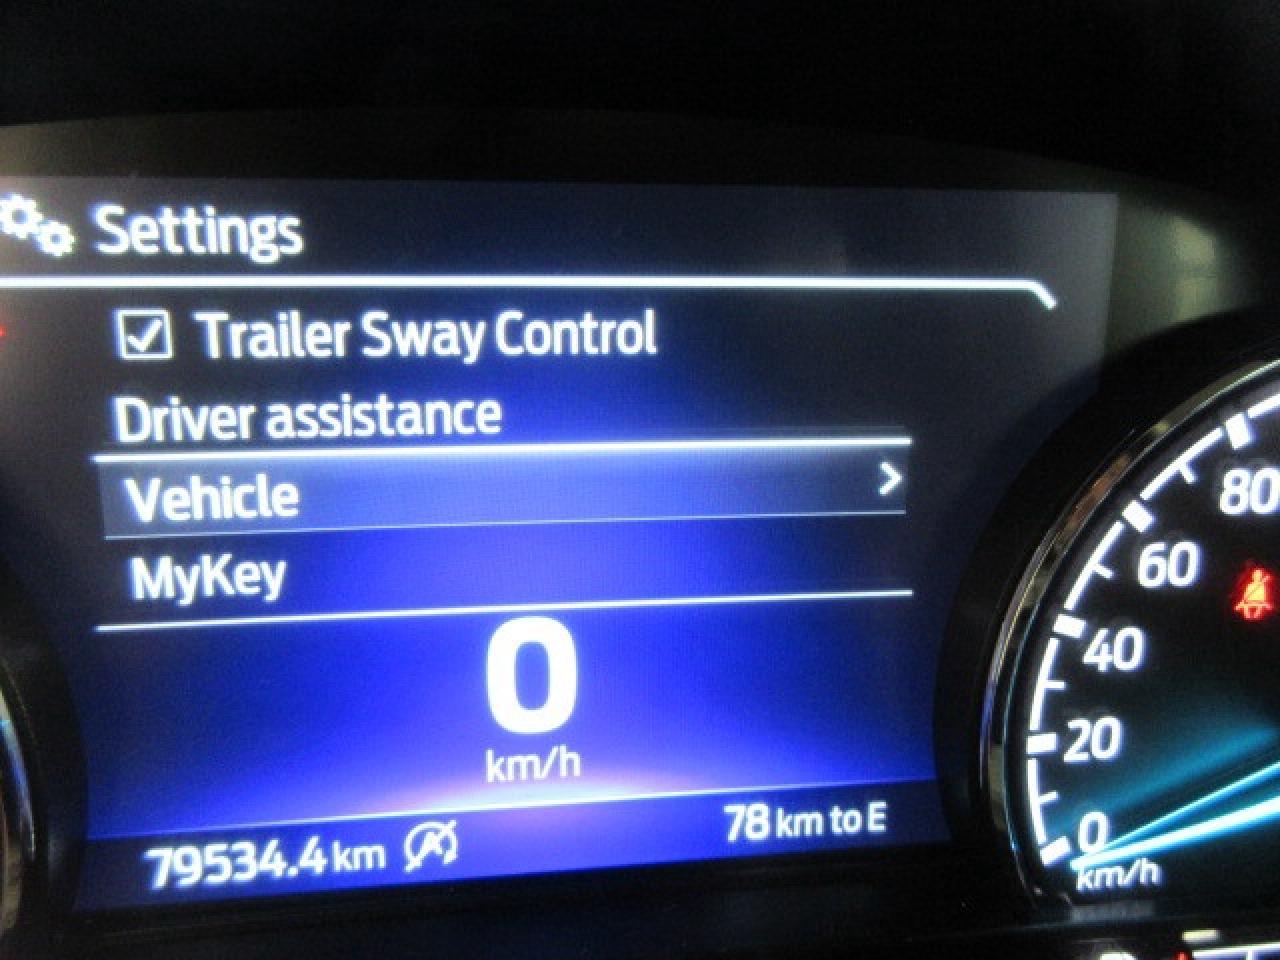 Settings
Trailer Sway Control
Driver assistance
Vehicle
MyKey
0
km/h
79534.4 km
78 km to E
80
60
40
20
0
km/h